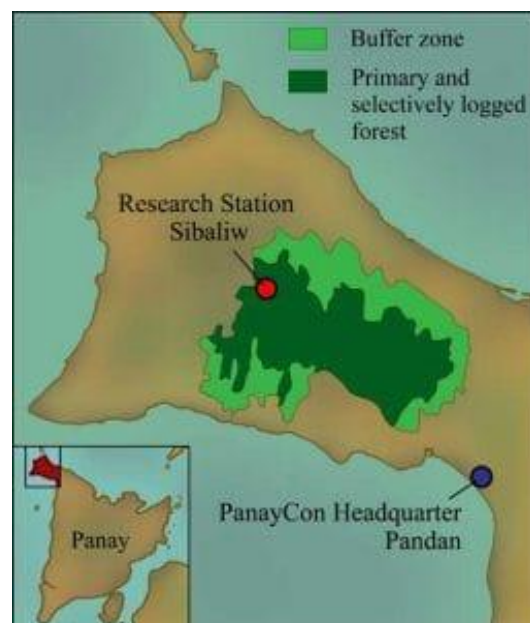 Buffer zone
Primary and
selectively logged
forest
Research Station
Sibaliw
PanayCon Headquarter
Pandan
Panay